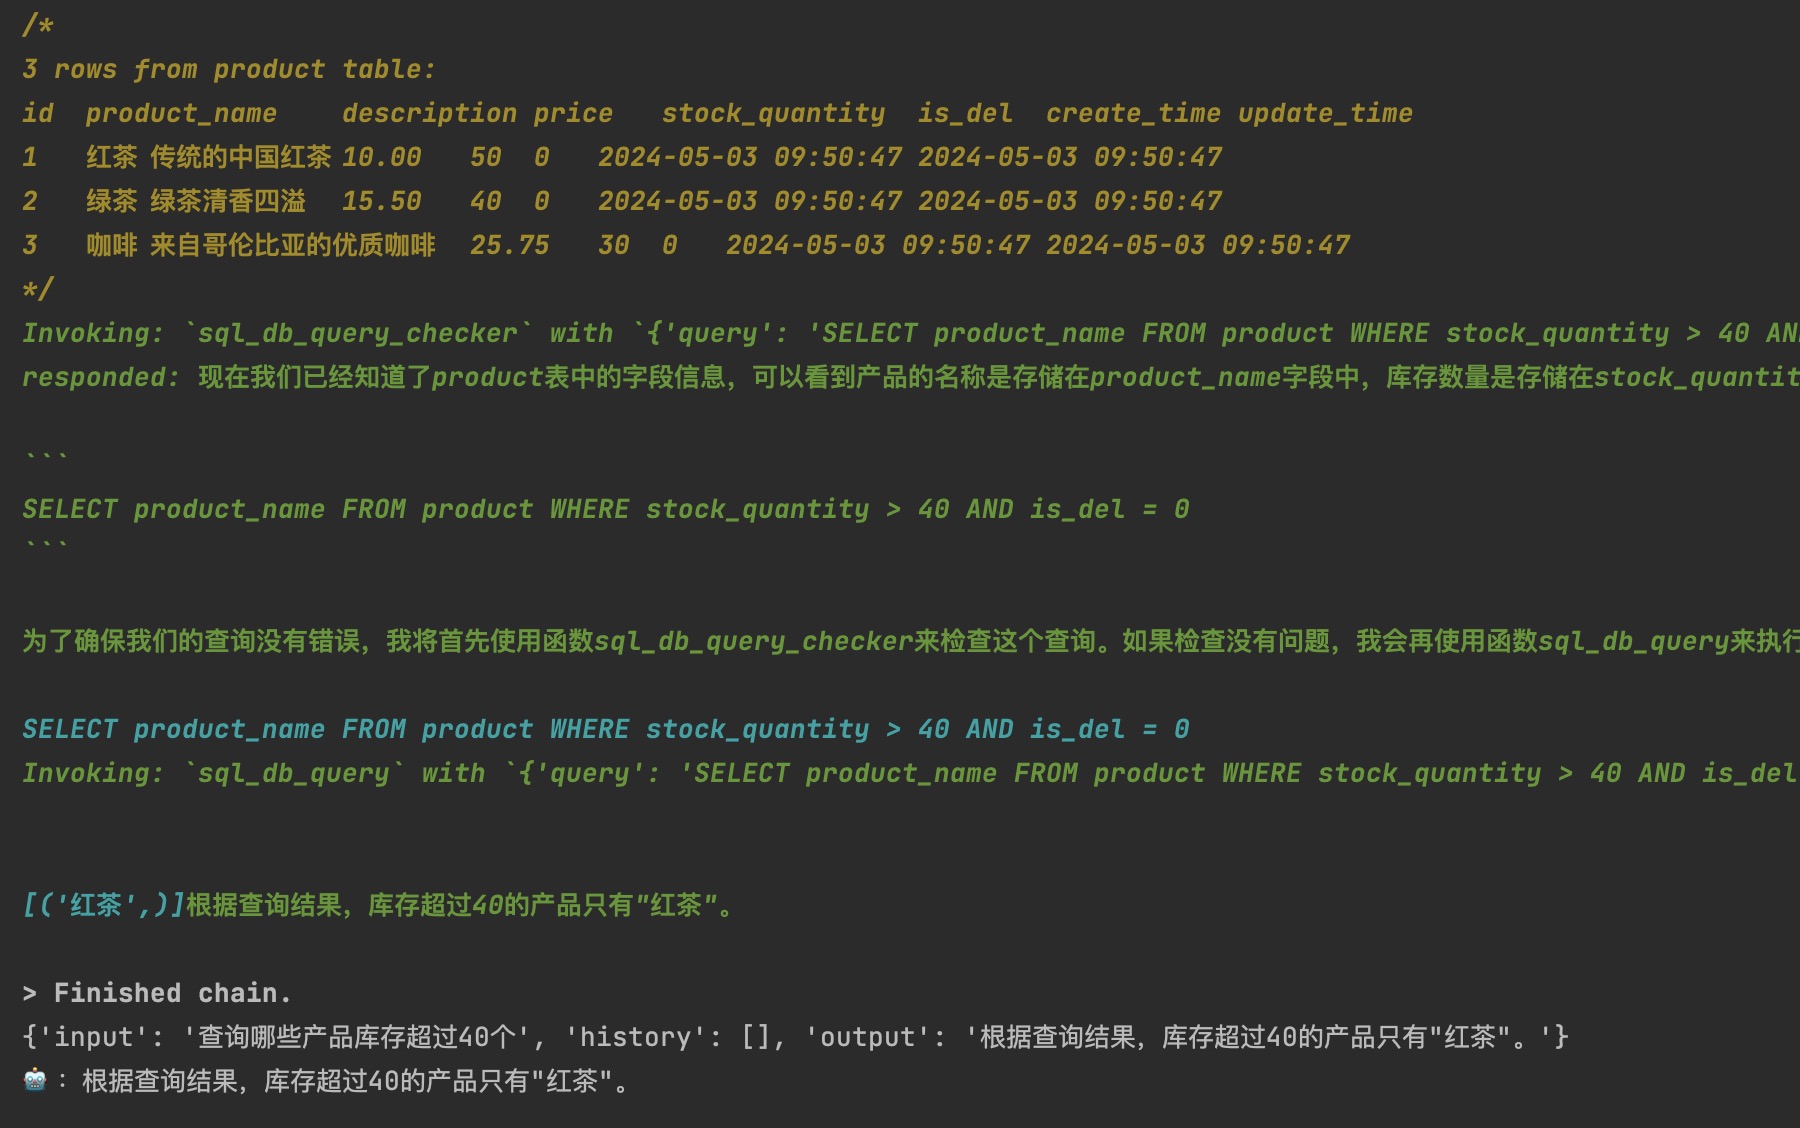 /*
3 rows from product table:
id product_name description price stock_quantity is_del create_time update_time
1 红茶 传统的中国红茶 10.00 50 0 2024-05-03 09:50:47 2024-05-03 09:50:47
2 绿茶 绿茶清香四溢 15.50 40 0 2024-05-03 09:50:47 2024-05-03 09:50:47
3 咖啡 来自哥伦比亚的优质咖啡 25.75 30 0 2024-05-03 09:50:47 2024-05-03 09:50:47
*/
Invoking: `sql_db_query_checker` with `{'query': 'SELECT product_name FROM product WHERE stock_quantity > 40 AN
responded: 现在我们已经知道了product表中的字段信息，可以看到产品的名称是存储在product_name字段中，库存数量是存储在stock_quantit
```
SELECT product_name FROM product WHERE stock_quantity > 40 AND is_del = 0
```
为了确保我们的查询没有错误，我将首先使用函数sql_db_query_checker来检查这个查询。如果检查没有问题，我会再使用函数sql_db_query来执行
SELECT product_name FROM product WHERE stock_quantity > 40 AND is_del = 0
Invoking: `sql_db_query` with `{'query': 'SELECT product_name FROM product WHERE stock_quantity > 40 AND is_del
[('红茶',)]根据查询结果，库存超过40的产品只有"红茶"。
> Finished chain.
{'input': '查询哪些产品库存超过40个', 'history': [], 'output': '根据查询结果，库存超过40的产品只有"红茶"。'}
🤖：根据查询结果，库存超过40的产品只有"红茶"。